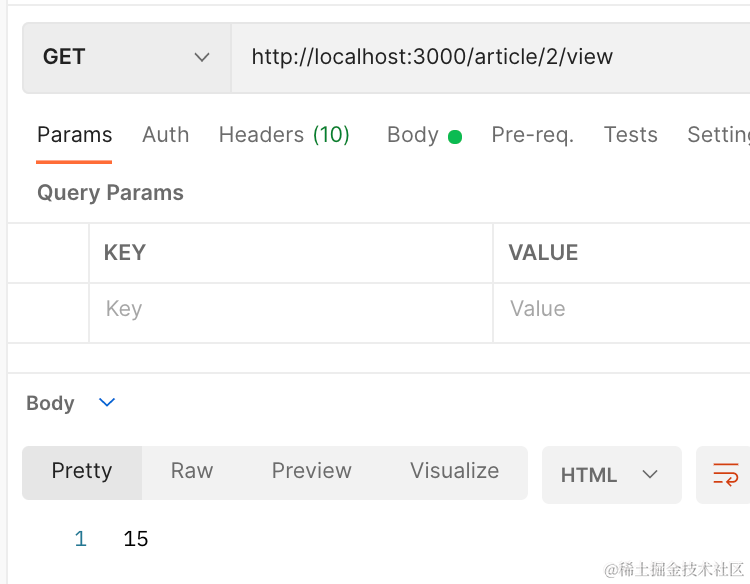 GET http://localhost:3000/article/2/view
Params Auth Headers (10) Body Pre-req. Tests Setting
Query Params
KEY VALUE
Key Value
Body
Pretty Raw Preview Visualize HTML
1 15
@稀土掘金技术社区